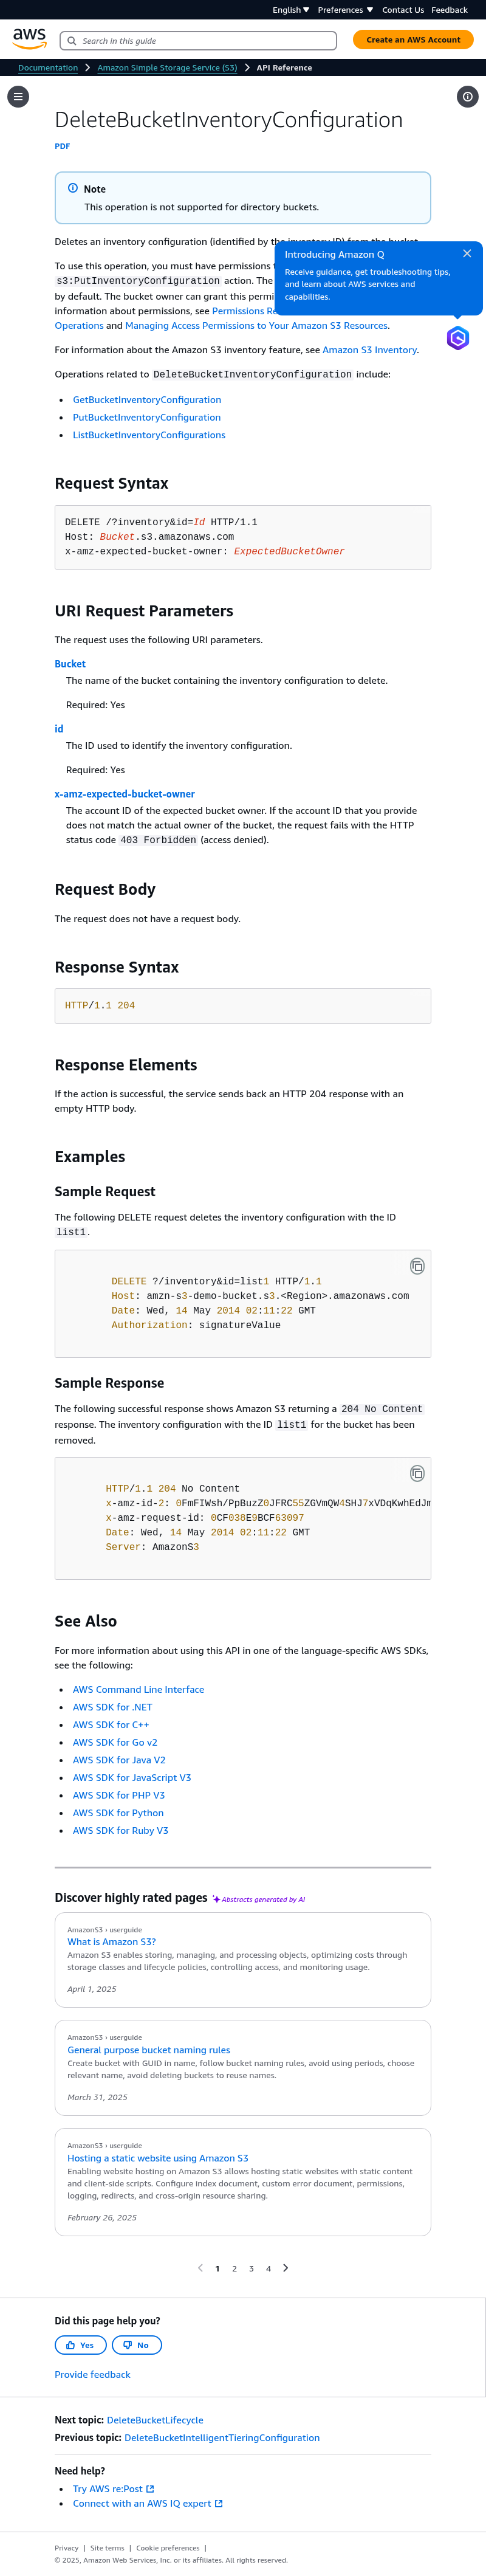 English Preferences Contact Us Feedback
aws
Search in this guide
Create an AWS Account
Documentation Amazon Simple Storage Service (S3) API Reference
DeleteBucketInventoryConfiguration
PDF
Note
This operation is not supported for directory buckets.
Deletes an inventory configuration (identified by the inventory ID) from the bucket.
To use this operation, you must have permissions
s3:PutInventoryConfiguration action. The
by default. The bucket owner can grant this
information about permissions, see Permissions
Operations and Managing Access Permissions to Your Amazon S3 Resources.
Introducing Amazon Q
Receive guidance, get troubleshooting tips,
and learn about AWS services and
capabilities.
For information about the Amazon S3 inventory feature, see Amazon S3 Inventory.
Operations related to DeleteBucketInventoryConfiguration include:
• GetBucketInventoryConfiguration
• PutBucketInventoryConfiguration
• ListBucketInventoryConfigurations
Request Syntax
DELETE /?inventory&id=Id HTTP/1.1
Host: Bucket.s3.amazonaws.com
x-amz-expected-bucket-owner: ExpectedBucketOwner
URI Request Parameters
The request uses the following URI parameters.
Bucket
The name of the bucket containing the inventory configuration to delete.
Required: Yes
id
The ID used to identify the inventory configuration.
Required: Yes
x-amz-expected-bucket-owner
The account ID of the expected bucket owner. If the account ID that you provide
does not match the actual owner of the bucket, the request fails with the HTTP
status code 403 Forbidden (access denied).
Request Body
The request does not have a request body.
Response Syntax
HTTP/1.1 204
Response Elements
If the action is successful, the service sends back an HTTP 204 response with an
empty HTTP body.
Examples
Sample Request
The following DELETE request deletes the inventory configuration with the ID
list1.
DELETE ?/inventory&id=list1 HTTP/1.1
Host: amzn-s3-demo-bucket.s3.<Region>.amazonaws.com
Date: Wed, 14 May 2014 02:11:22 GMT
Authorization: signatureValue
Sample Response
The following successful response shows Amazon S3 returning a 204 No Content
response. The inventory configuration with the ID list1 for the bucket has been
removed.
HTTP/1.1 204 No Content
x-amz-id-2: 0FmFIWsh/PpBuzZ0JFRC55ZGVmQW4SHJ7xVDqKwhEdJm
x-amz-request-id: 0CF038E9BCF63097
Date: Wed, 14 May 2014 02:11:22 GMT
Server: AmazonS3
See Also
For more information about using this API in one of the language-specific AWS SDKs,
see the following:
• AWS Command Line Interface
• AWS SDK for .NET
• AWS SDK for C++
• AWS SDK for Go v2
• AWS SDK for Java V2
• AWS SDK for JavaScript V3
• AWS SDK for PHP V3
• AWS SDK for Python
• AWS SDK for Ruby V3
Discover highly rated pages Abstracts generated by AI
AmazonS3 › userguide
What is Amazon S3?
Amazon S3 enables storing, managing, and processing objects, optimizing costs through
storage classes and lifecycle policies, controlling access, and monitoring usage.
April 1, 2025
AmazonS3 › userguide
General purpose bucket naming rules
Create bucket with GUID in name, follow bucket naming rules, avoid using periods, choose
relevant name, avoid deleting buckets to reuse names.
March 31, 2025
AmazonS3 › userguide
Hosting a static website using Amazon S3
Enabling website hosting on Amazon S3 allows hosting static websites with static content
and client-side scripts. Configure index document, custom error document, permissions,
logging, redirects, and cross-origin resource sharing.
February 26, 2025
1 2 3 4
Did this page help you?
Yes No
Provide feedback
Next topic: DeleteBucketLifecycle
Previous topic: DeleteBucketIntelligentTieringConfiguration
Need help?
• Try AWS re:Post
• Connect with an AWS IQ expert
Privacy | Site terms | Cookie preferences |
© 2025, Amazon Web Services, Inc. or its affiliates. All rights reserved.